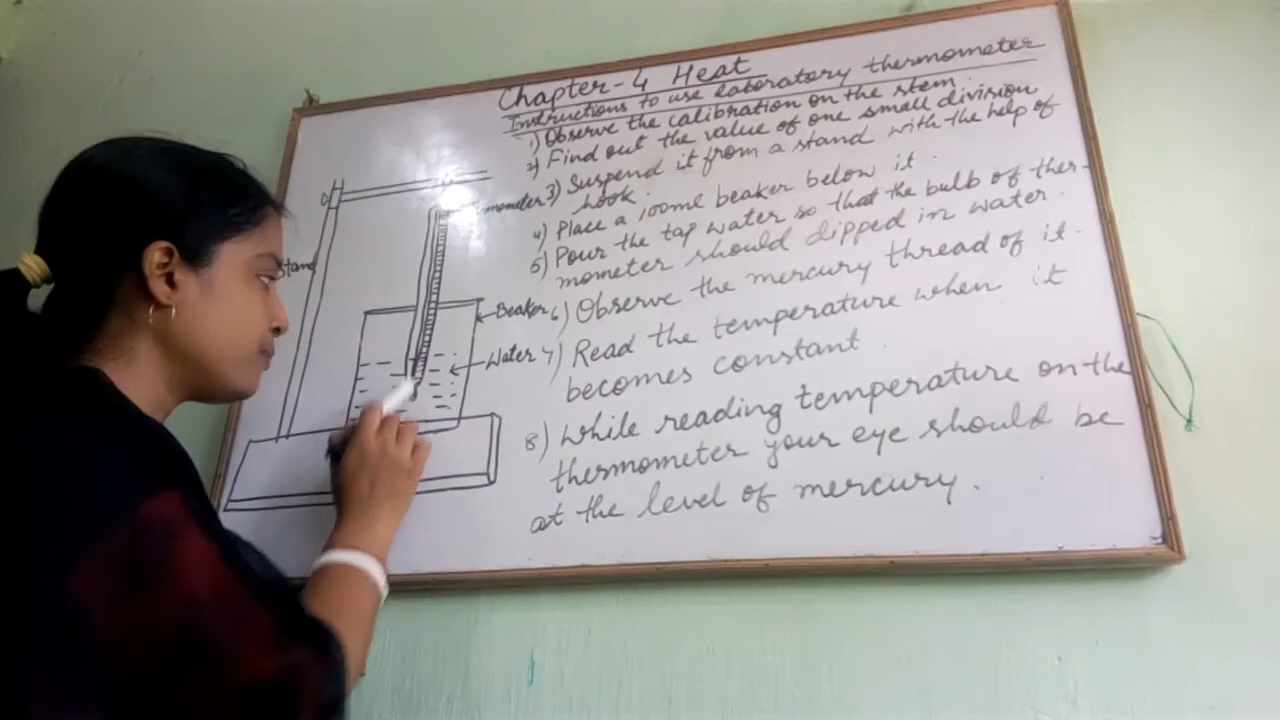 Chapter-4 Heat
Instructions to use laboratory thermometer
1) Observe the calibration on the stem.
2) Find out the value of one small division
3) Suspend it from a stand with the help of
hook.
4) Place a 100ml beaker below it.
5) Pour the tap water so that the bulb of ther-
mometer should dipped in water.
6) Observe the mercury thread of it.
7) Read the temperature when it
becomes constant.
8) While reading temperature on the
thermometer your eye should be
at the level of mercury.
mometer
Stand
Beaker
Water